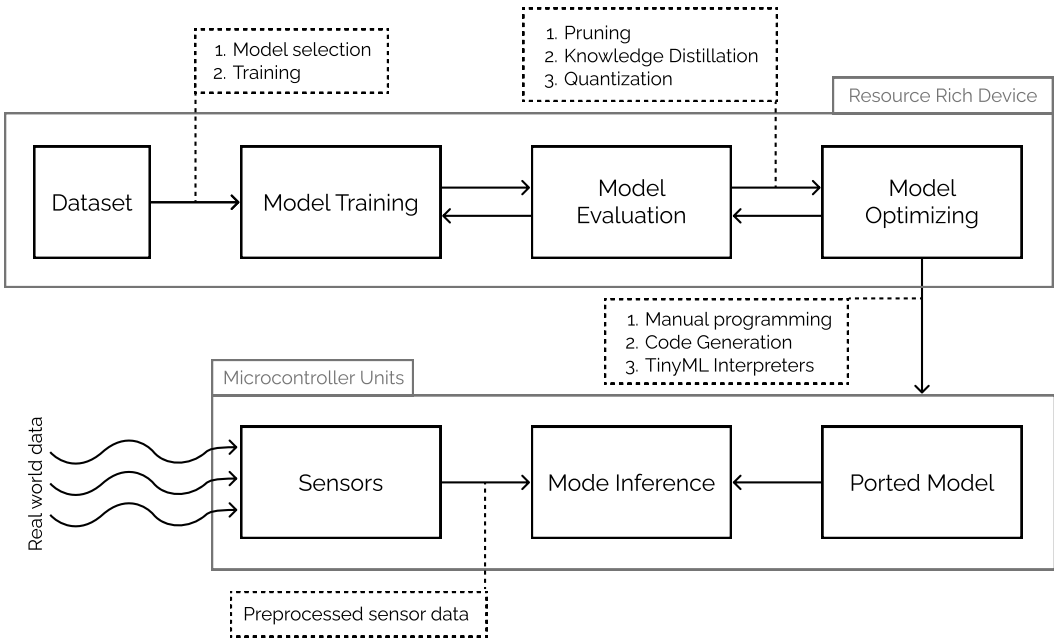 1. Model selection
2. Training
1. Pruning
2. Knowledge Distillation
3. Quantization
Resource Rich Device
Dataset
Model Training
Model
Evaluation
Model
Optimizing
1. Manual programming
2. Code Generation
3. TinyML Interpreters
Microcontroller Units
Real world data
Sensors
Mode Inference
Ported Model
Preprocessed sensor data